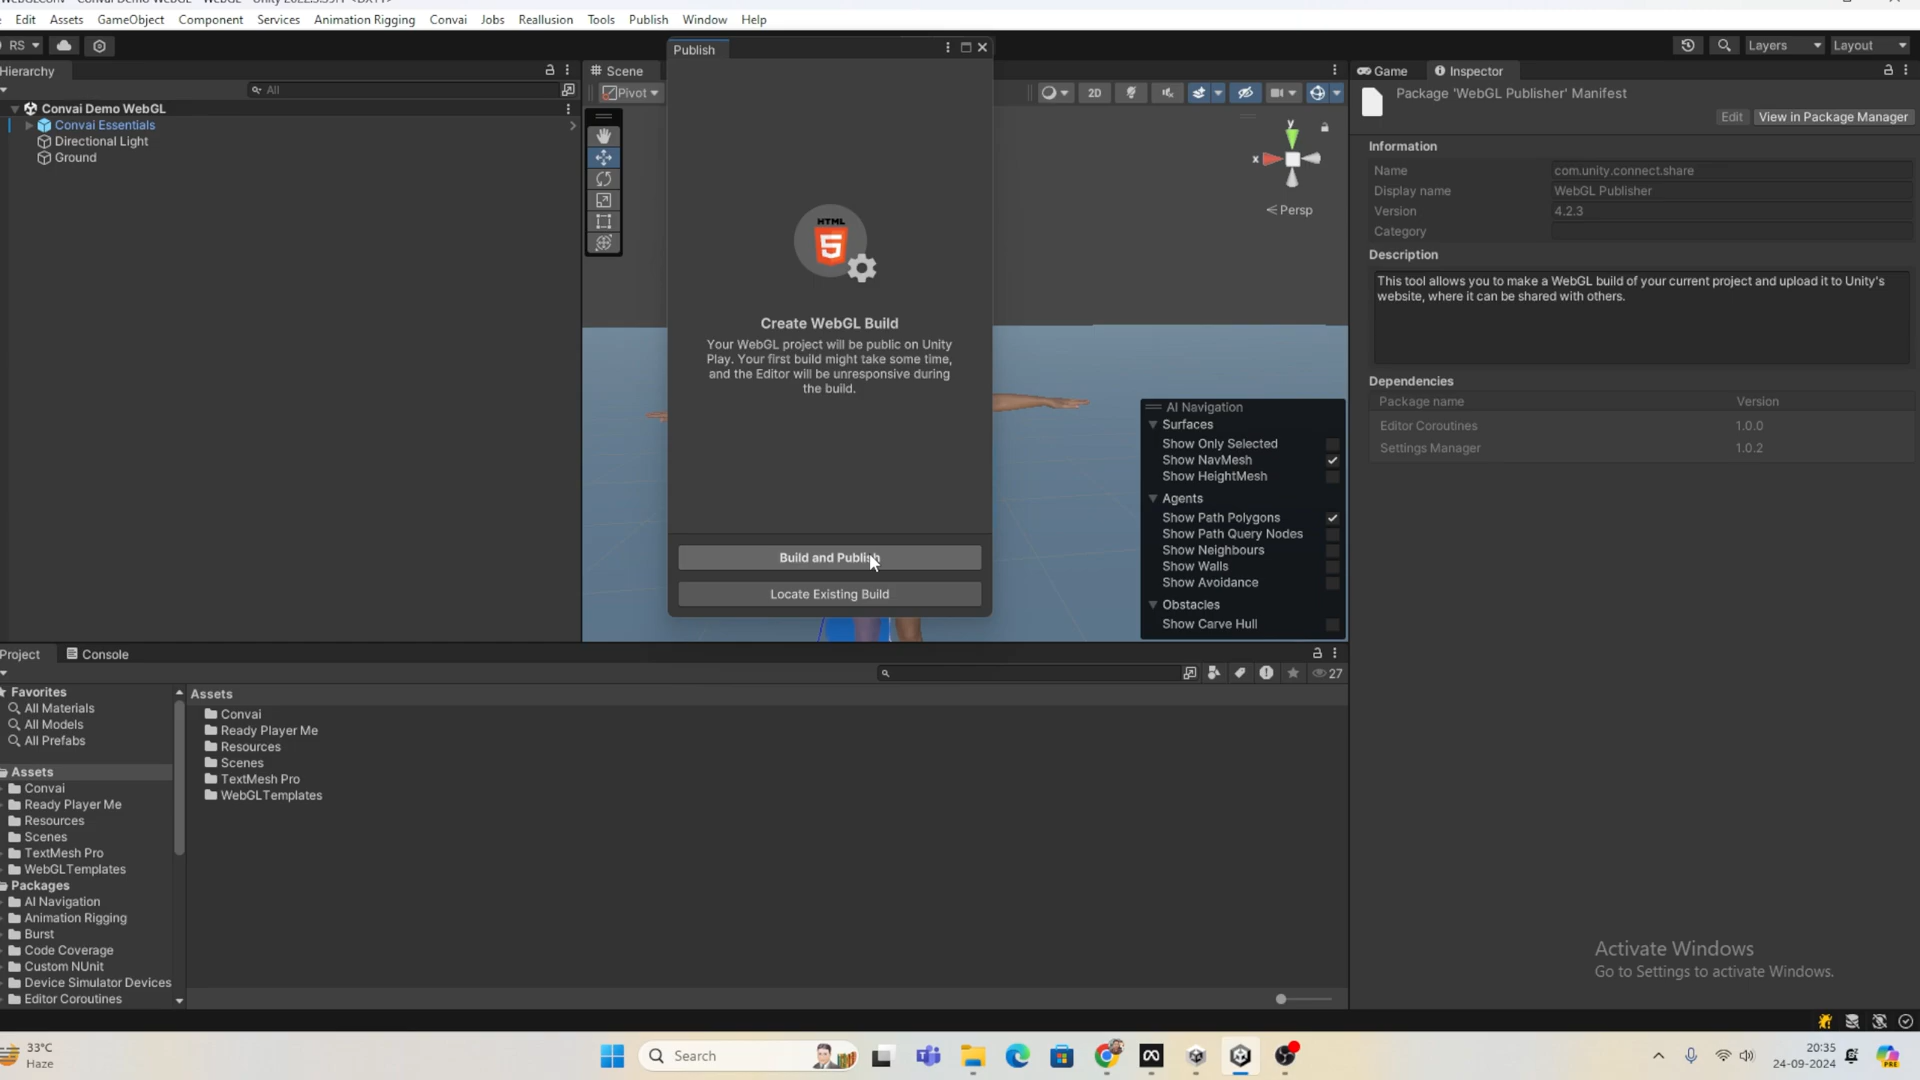 Edit Assets GameObject Component Services Animation Rigging Convai Jobs Reallusion Tools Publish Window Help
RS
Layers Layout
Hierarchy
All
Convai Demo WebGL
Convai Essentials
Directional Light
Ground
Scene
Pivot
2D
y
x
Persp
Publish
HTML
5
Create WebGL Build
Your WebGL project will be public on Unity
Play. Your first build might take some time,
and the Editor will be unresponsive during
the build.
Build and Publish
Locate Existing Build
AI Navigation
Surfaces
Show Only Selected
Show NavMesh
Show HeightMesh
Agents
Show Path Polygons
Show Path Query Nodes
Show Neighbours
Show Walls
Show Avoidance
Obstacles
Show Carve Hull
Game Inspector
Package 'WebGL Publisher' Manifest
Edit View in Package Manager
Information
Name com.unity.connect.share
Display name WebGL Publisher
Version 4.2.3
Category
Description
This tool allows you to make a WebGL build of your current project and upload it to Unity's
website, where it can be shared with others.
Dependencies
Package name Version
Editor Coroutines 1.0.0
Settings Manager 1.0.2
Project Console
27
Favorites
All Materials
All Models
All Prefabs
Assets
Convai
Ready Player Me
Resources
Scenes
TextMesh Pro
WebGLTemplates
Packages
AI Navigation
Animation Rigging
Burst
Code Coverage
Custom NUnit
Device Simulator Devices
Editor Coroutines
Assets
Convai
Ready Player Me
Resources
Scenes
TextMesh Pro
WebGLTemplates
Activate Windows
Go to Settings to activate Windows.
33°C
Haze
Search
20:35
24-09-2024
PRE